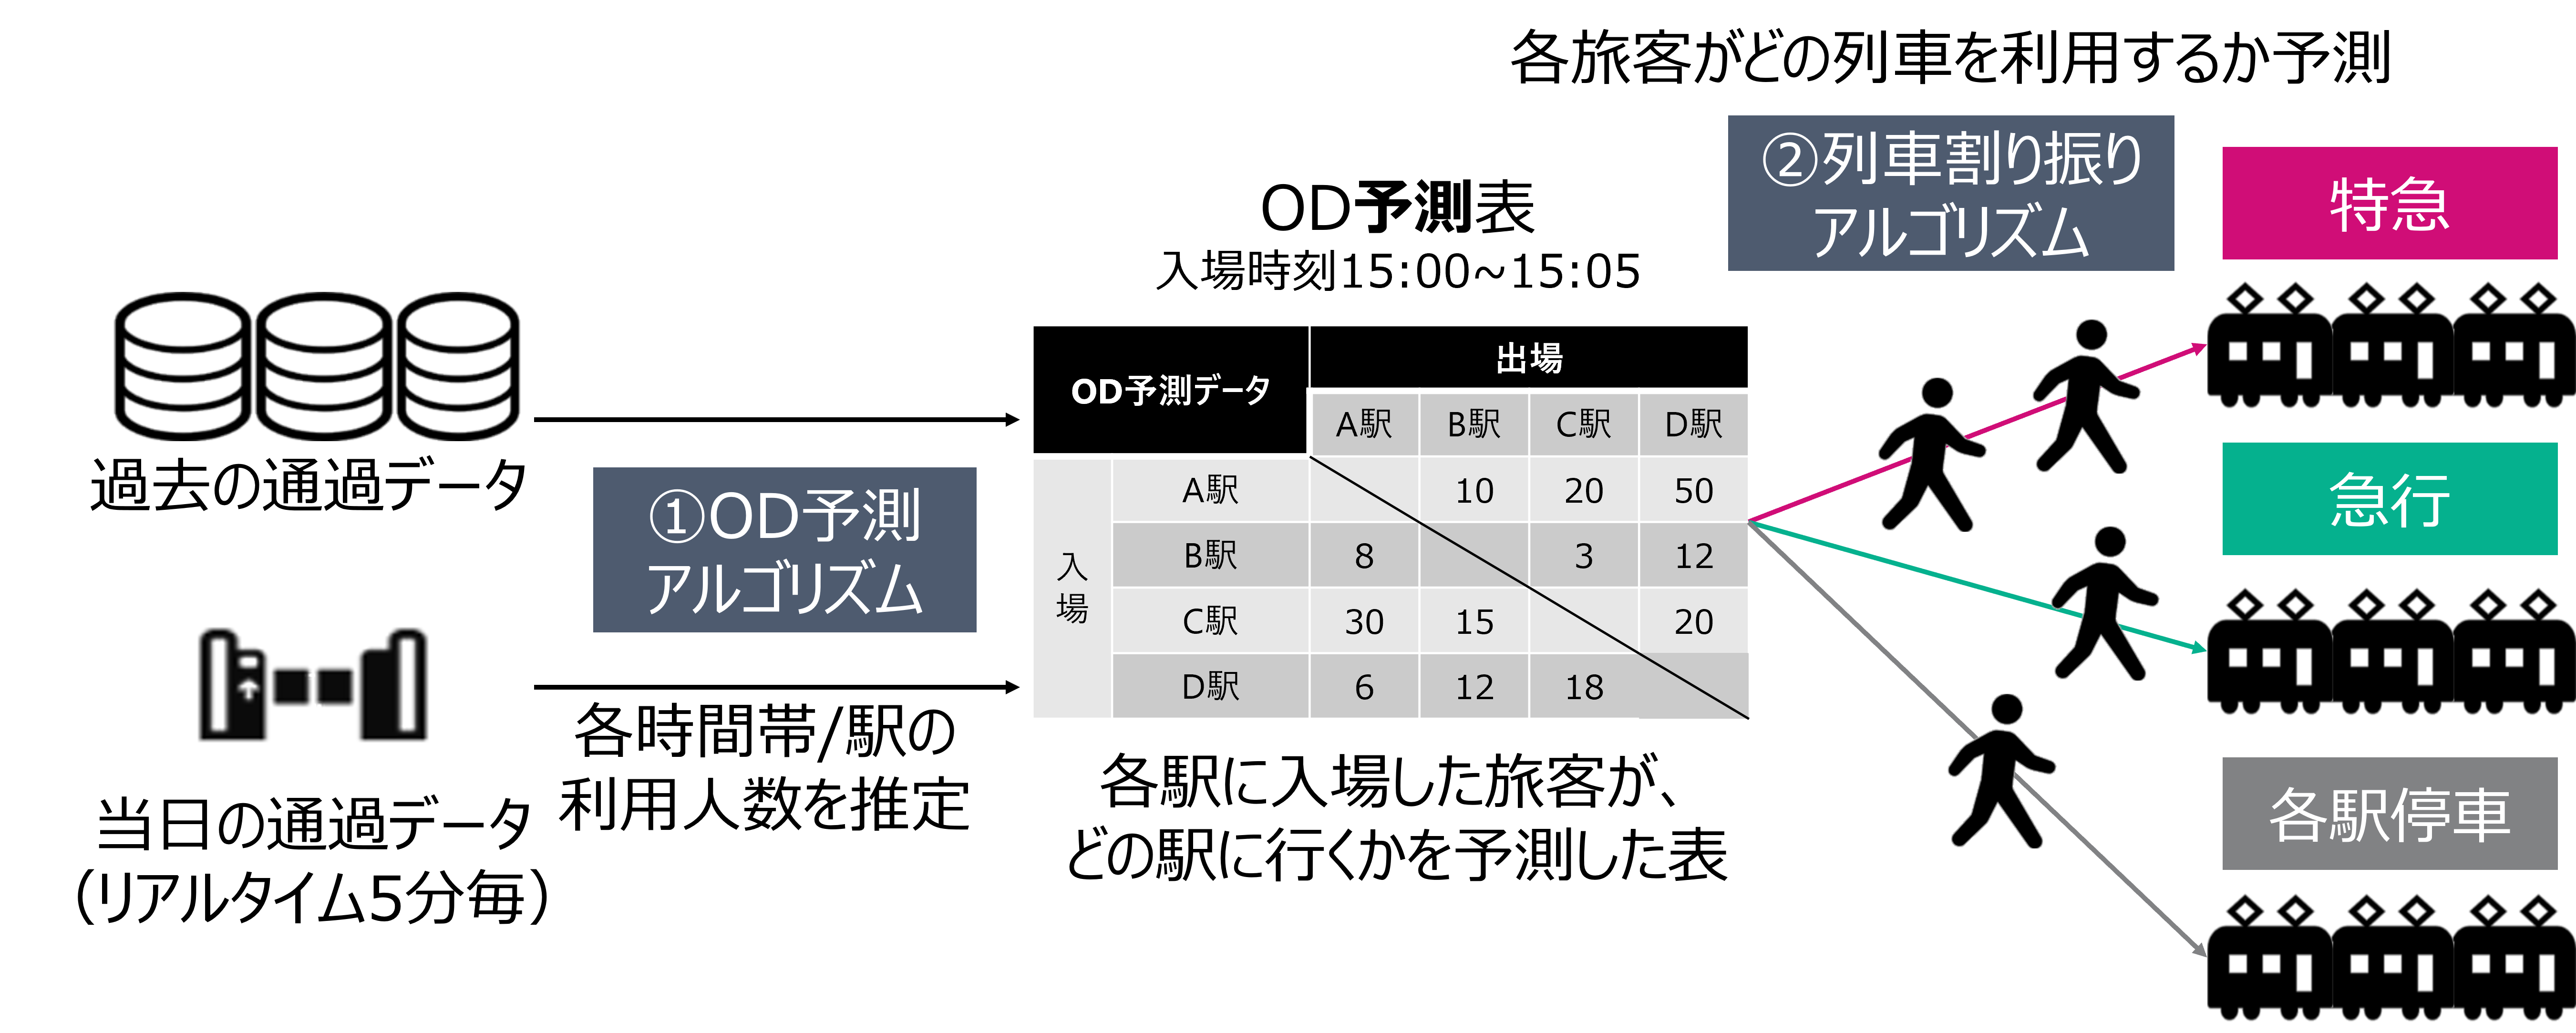 各旅客がどの列車を利用するか予測
②列車割り振り
アルゴリズム
特急
OD予測表
入場時刻15:00~15:05
過去の通過データ
①OD予測
アルゴリズム
OD予測データ 出場
A駅 B駅 C駅 D駅
入場
A駅 10 20 50
B駅 8 3 12
C駅 30 15 20
D駅 6 12 18
急行
当日の通過データ
(リアルタイム5分毎)
各時間帯/駅の
利用人数を推定
各駅に入場した旅客が、
どの駅に行くかを予測した表
各駅停車